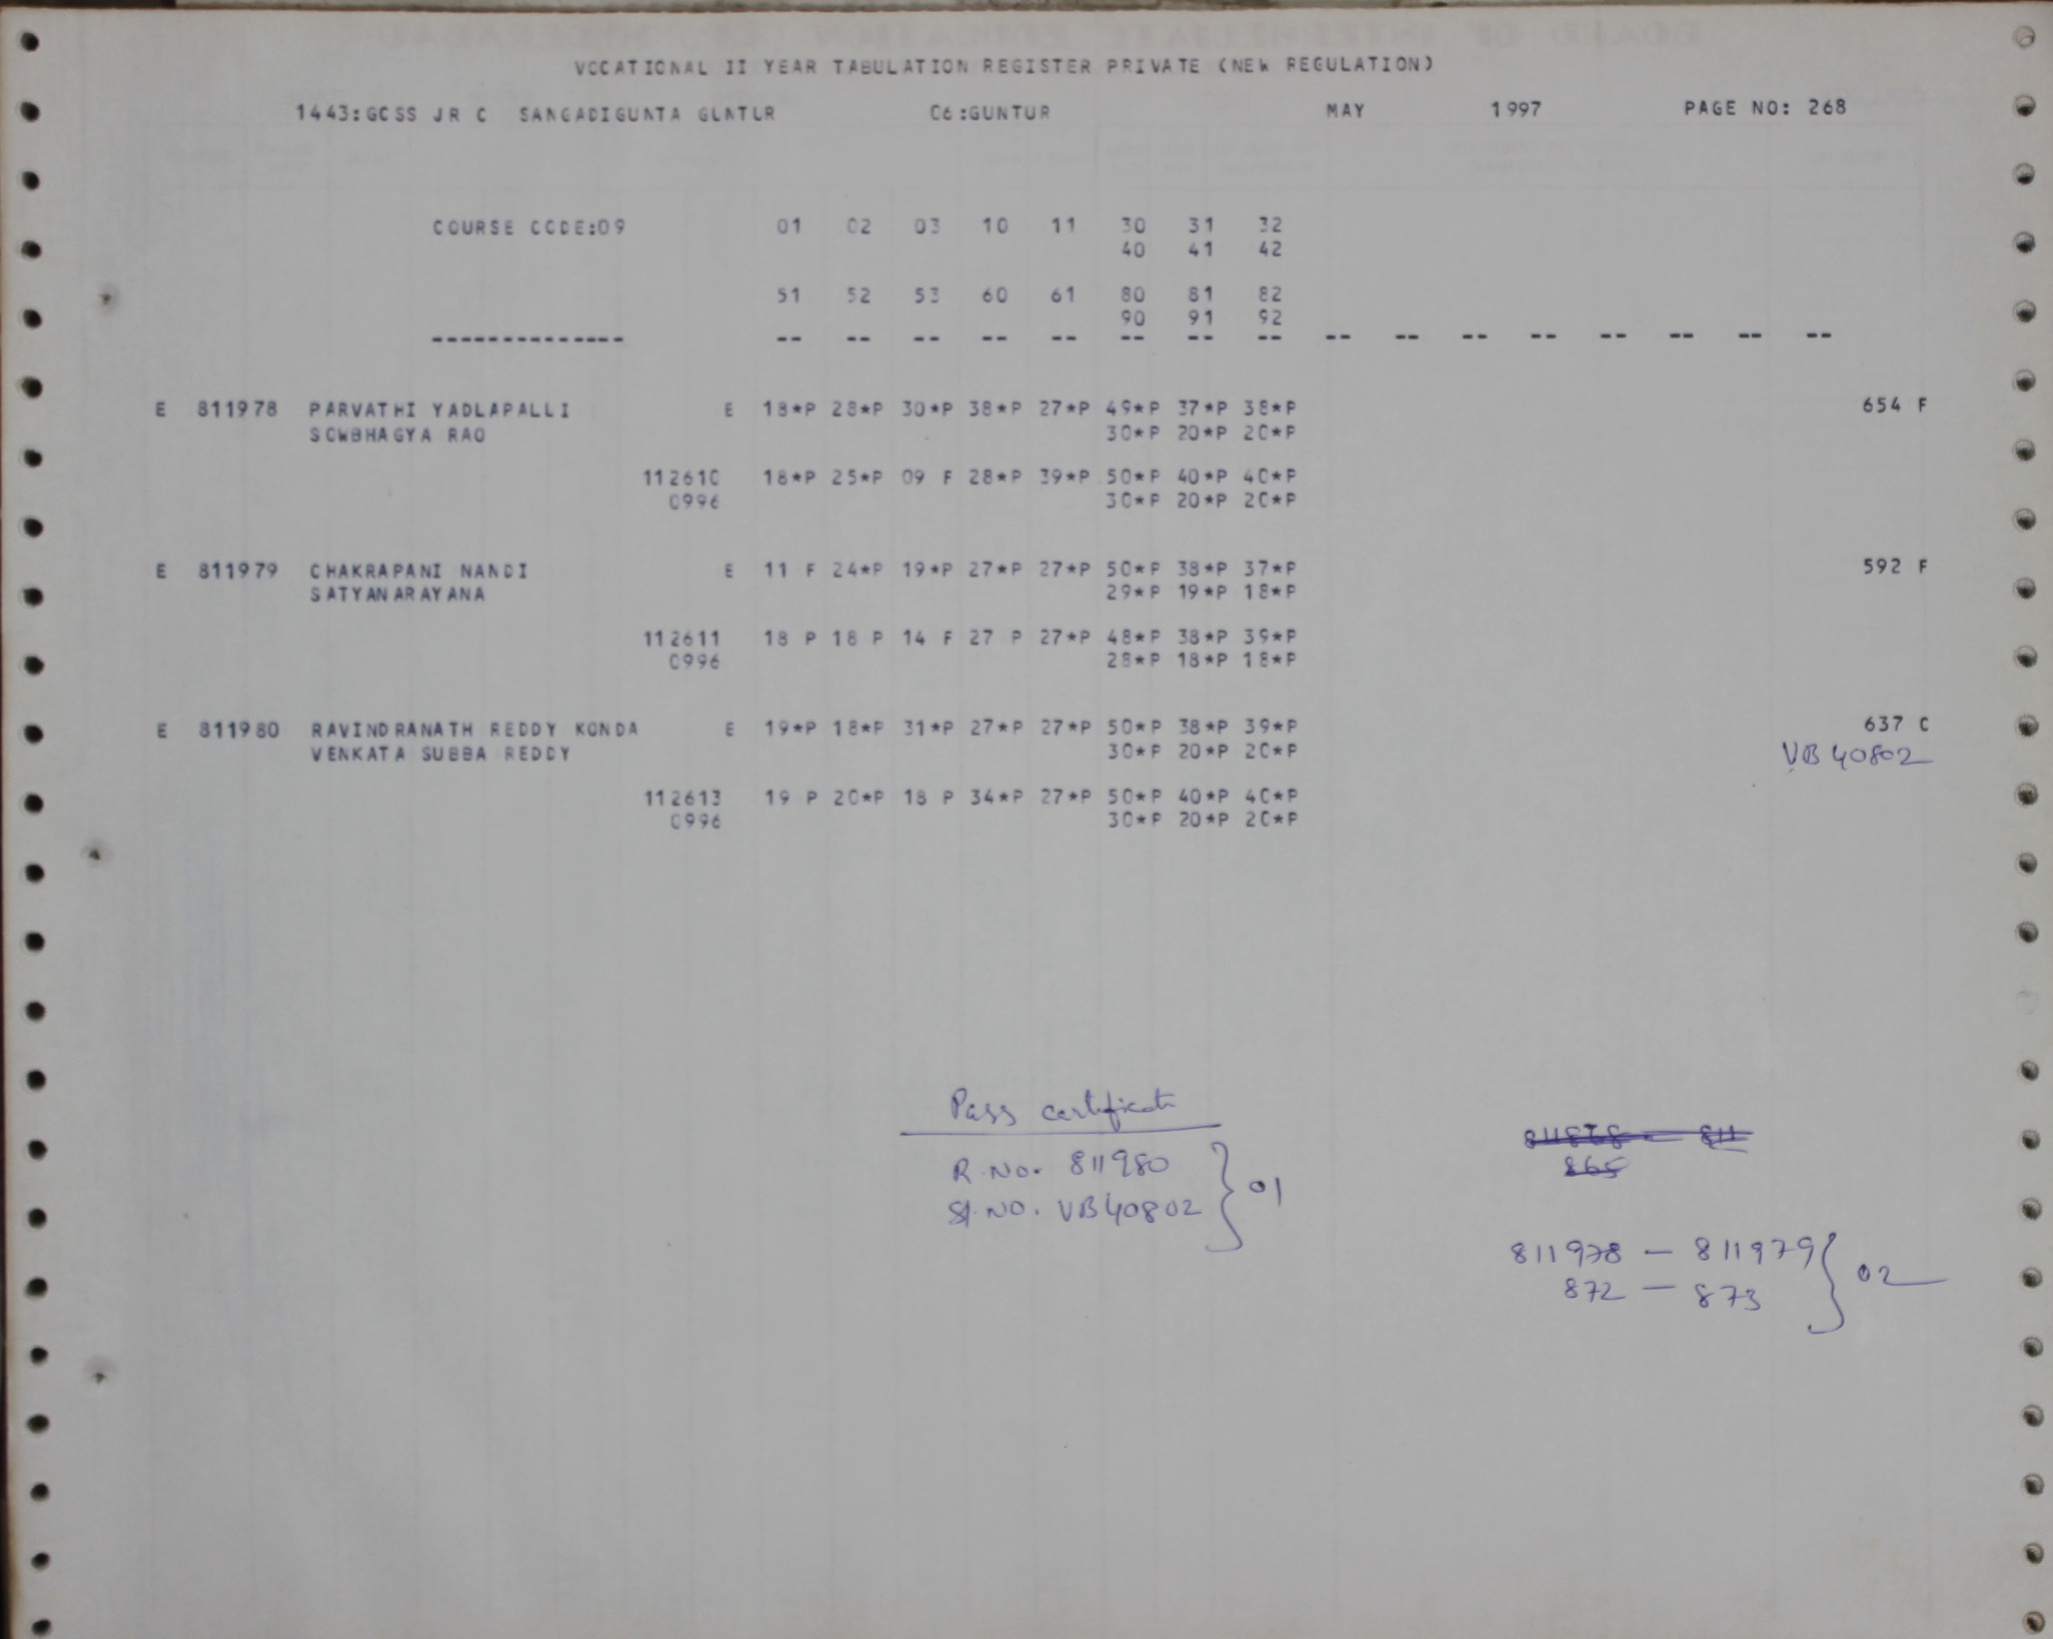 VOCATIONAL II YEAR TABULATION REGISTER PRIVATE (NEW REGULATION)
1443:GCSS JR C SANGADIGUNTA GUNTUR C6:GUNTUR MAY 1997 PAGE NO: 268
COURSE CODE:09 01 02 03 10 11 30 31 32
40 41 42
51 52 53 60 61 80 81 82
90 91 92
-------------- -- -- -- -- -- -- -- -- -- -- -- -- -- -- -- --
E 811978 PARVATHI YADLAPALLI E 18*P 28*P 30*P 38*P 27*P 49*P 37*P 38*P 654 F
SOWBHAGYA RAO 30*P 20*P 20*P
112610 18*P 25*P 09 F 28*P 39*P 50*P 40*P 40*P
0996 30*P 20*P 20*P
E 811979 CHAKRAPANI NANDI E 11 F 24*P 19*P 27*P 27*P 50*P 38*P 37*P 592 F
SATYANARAYANA 29*P 19*P 18*P
112611 18 P 18 P 14 F 27 P 27*P 48*P 38*P 39*P
0996 28*P 18*P 18*P
E 811980 RAVINDRANATH REDDY KONDA E 19*P 18*P 31*P 27*P 27*P 50*P 38*P 39*P 637 C
VENKATA SUBBA REDDY 30*P 20*P 20*P VB 40802
112613 19 P 20*P 18 P 34*P 27*P 50*P 40*P 40*P
0996 30*P 20*P 20*P
Pass certificate
R.No. 811980
Sl.NO. VB40802 } 01
865
811978 — 811979
872 — 873 } 02